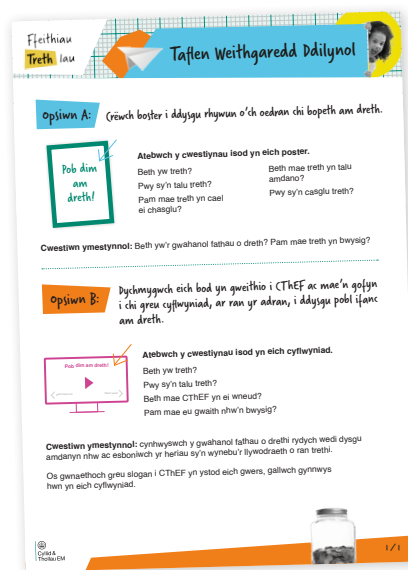 Ffeithiau
Treth lau
Taflen Weithgaredd Ddilynol
Opsiwn A:
Crëwch boster i ddysgu rhywun o'ch oedran chi bopeth am dreth.
Pob dim
am
dreth!
Atebwch y cwestiynau isod yn eich poster.
Beth yw treth?
Pwy sy'n talu treth?
Pam mae treth yn cael
ei chasglu?
Beth mae treth yn talu
amdano?
Pwy sy'n casglu treth?
Cwestiwn ymestynnol: Beth yw'r gwahanol fathau o dreth? Pam mae treth yn bwysig?
Opsiwn B:
Dychmygwch eich bod yn gweithio i CThEF ac mae'n gofyn
i chi greu cyflwyniad, ar ran yr adran, i ddysgu pobl ifanc
am dreth.
Pob dim am dreth!
Atebwch y cwestiynau isod yn eich cyflwyniad.
Beth yw treth?
Pwy sy'n talu treth?
Beth mae CThEF yn ei wneud?
Pam mae eu gwaith nhw'n bwysig?
Cwestiwn ymestynnol: cynhwyswch y gwahanol fathau o drethi rydych wedi dysgu
amdanyn nhw ac esboniwch yr heriau sy'n wynebu'r llywodraeth o ran trethi.
Os gwnaethoch greu slogan i CThEF yn ystod eich gwers, gallwch gynnwys
hwn yn eich cyflwyniad.
Cyllid &
Thollau EM
1/1